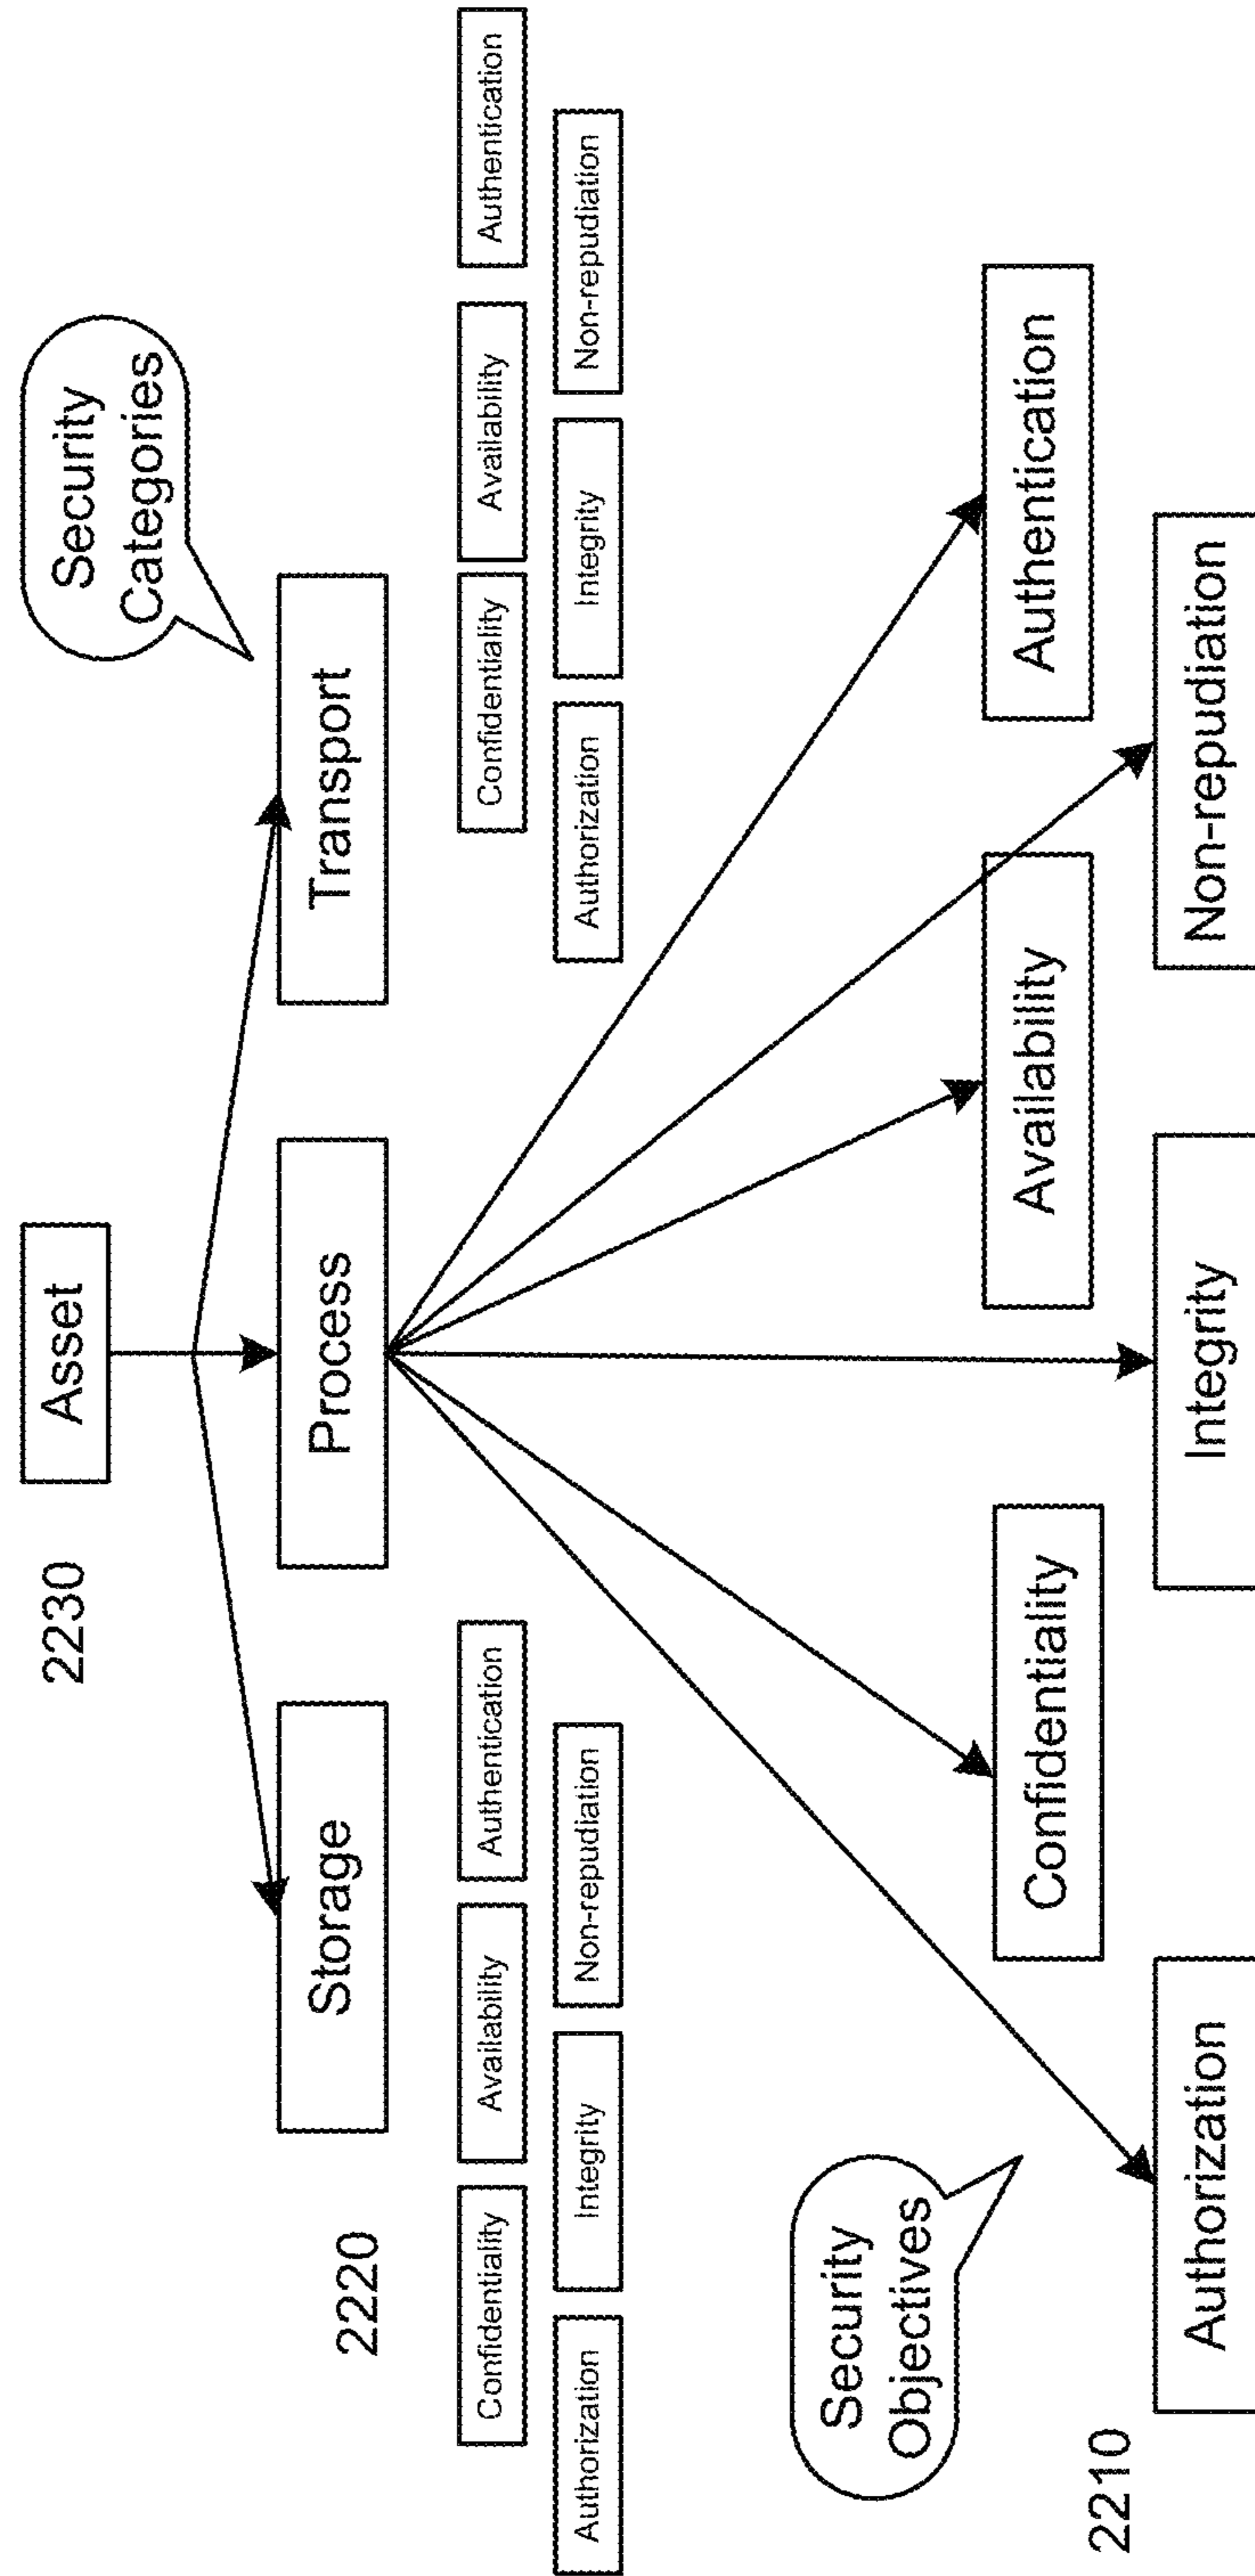 2230
Asset
Security
Categories
2220
Storage
Process
Transport
Confidentiality
Availability
Authentication
Authorization
Integrity
Non-repudiation
Confidentiality
Availability
Authentication
Authorization
Integrity
Non-repudiation
Security
Objectives
2210
Confidentiality
Availability
Authentication
Authorization
Integrity
Non-repudiation